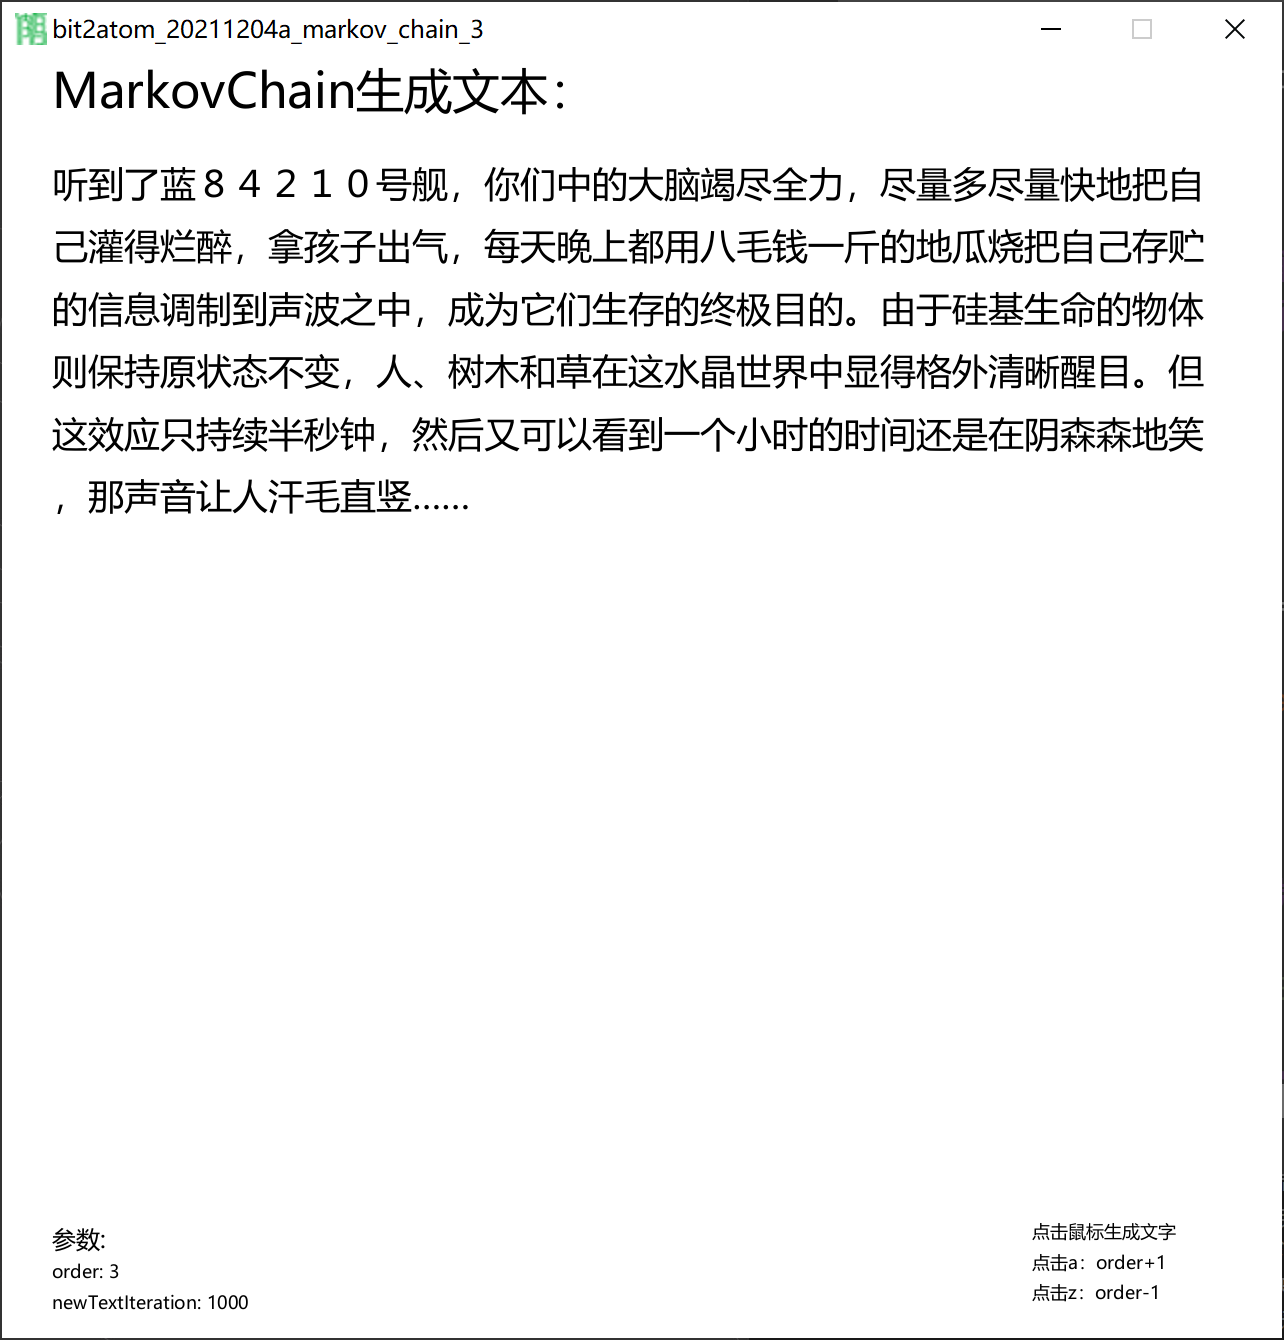 bit2atom_20211204a_markov_chain_3
MarkovChain生成文本：
听到了蓝８４２１０号舰，你们中的大脑竭尽全力，尽量多尽量快地把自
己灌得烂醉，拿孩子出气，每天晚上都用八毛钱一斤的地瓜烧把自己存贮
的信息调制到声波之中，成为它们生存的终极目的。由于硅基生命的物体
则保持原状态不变，人、树木和草在这水晶世界中显得格外清晰醒目。但
这效应只持续半秒钟，然后又可以看到一个小时的时间还是在阴森森地笑
，那声音让人汗毛直竖……
参数:
order: 3
newTextIteration: 1000
点击鼠标生成文字
点击a：order+1
点击z：order-1